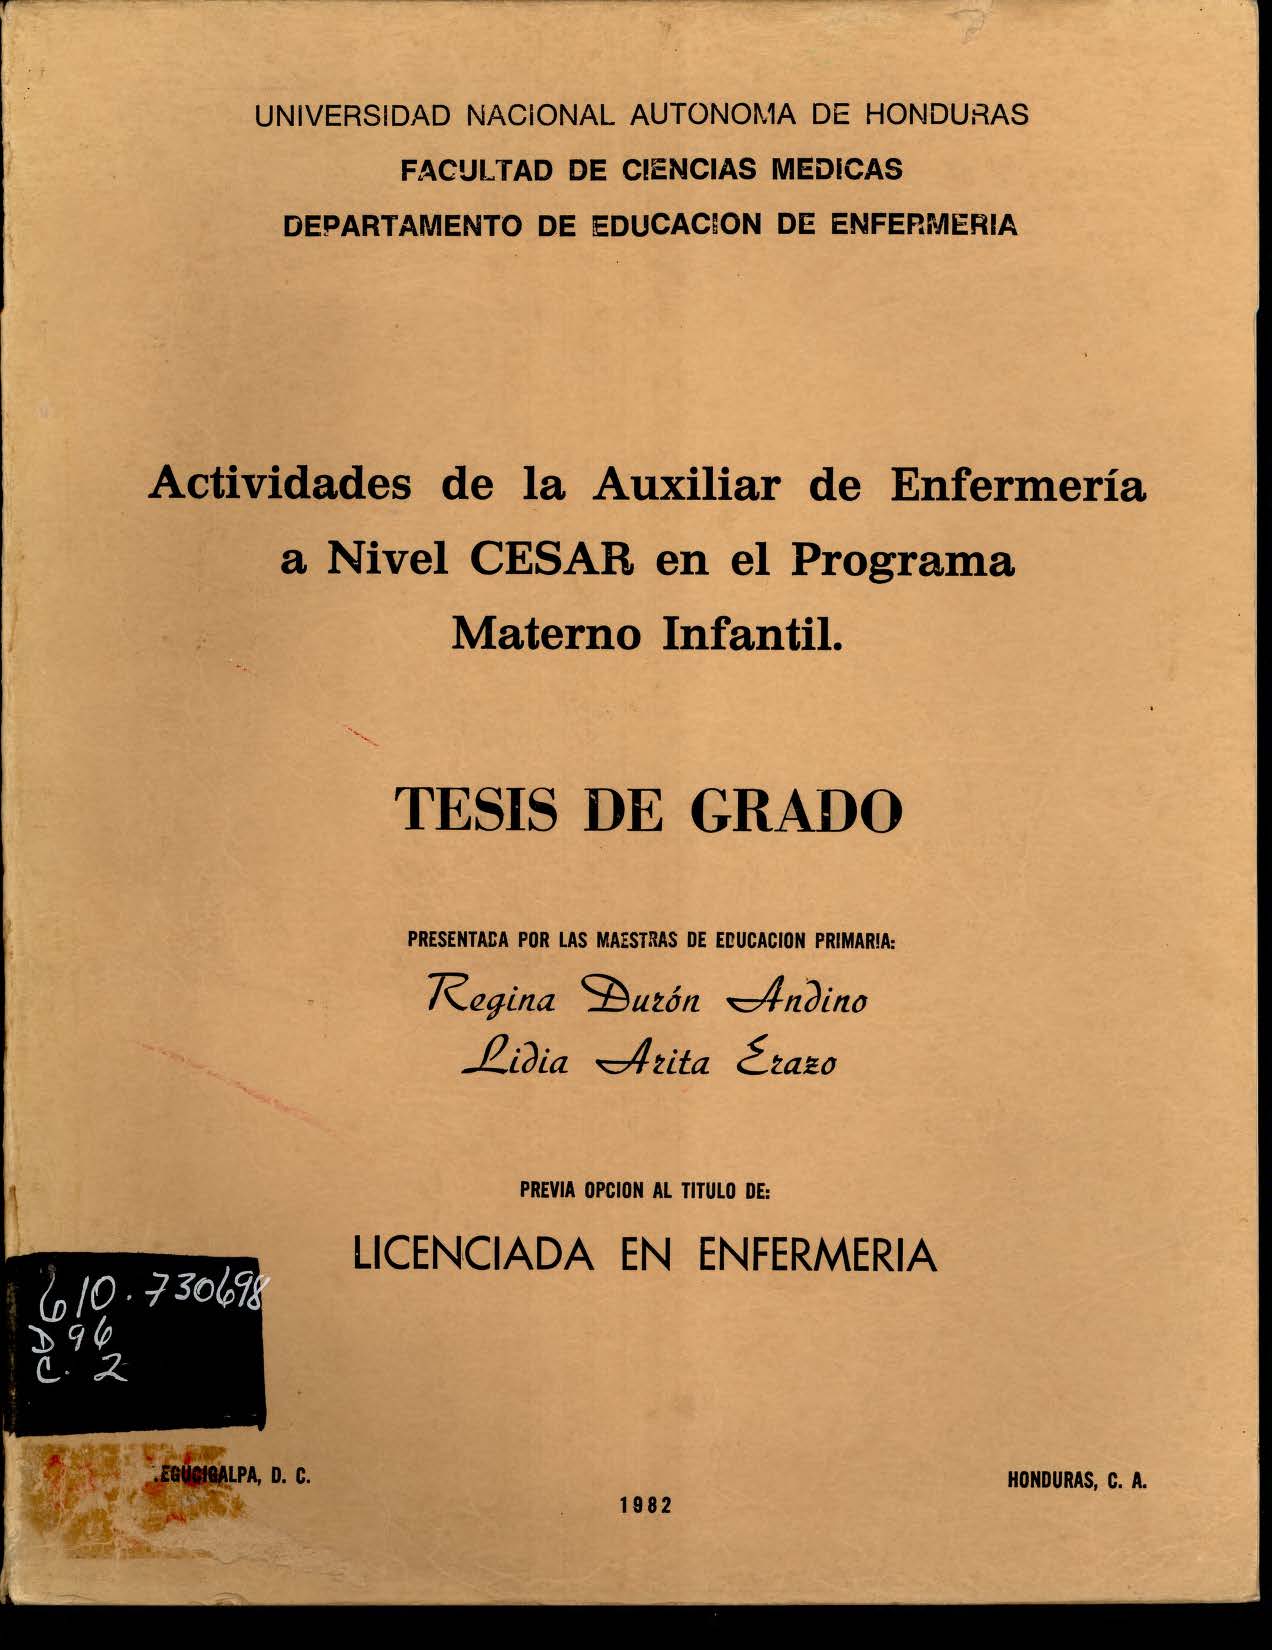 UNIVERSIDAD NACIONAL AUTONOMA DE HONDURAS
FACULTAD DE CIENCIAS MEDICAS
DEPARTAMENTO DE EDUCACION DE ENFERMERIA
Actividades de la Auxiliar de Enfermería
a Nivel CESAR en el Programa
Materno Infantil.
TESIS DE GRADO
PRESENTADA POR LAS MAESTRAS DE EDUCACION PRIMARIA:
Regina Durón Andino
Lidia Arita Erazo
PREVIA OPCION AL TITULO DE:
LICENCIADA EN ENFERMERIA
610.730698
D96
C. 2
.EGUCIGALPA, D. C.
HONDURAS, C. A.
1982